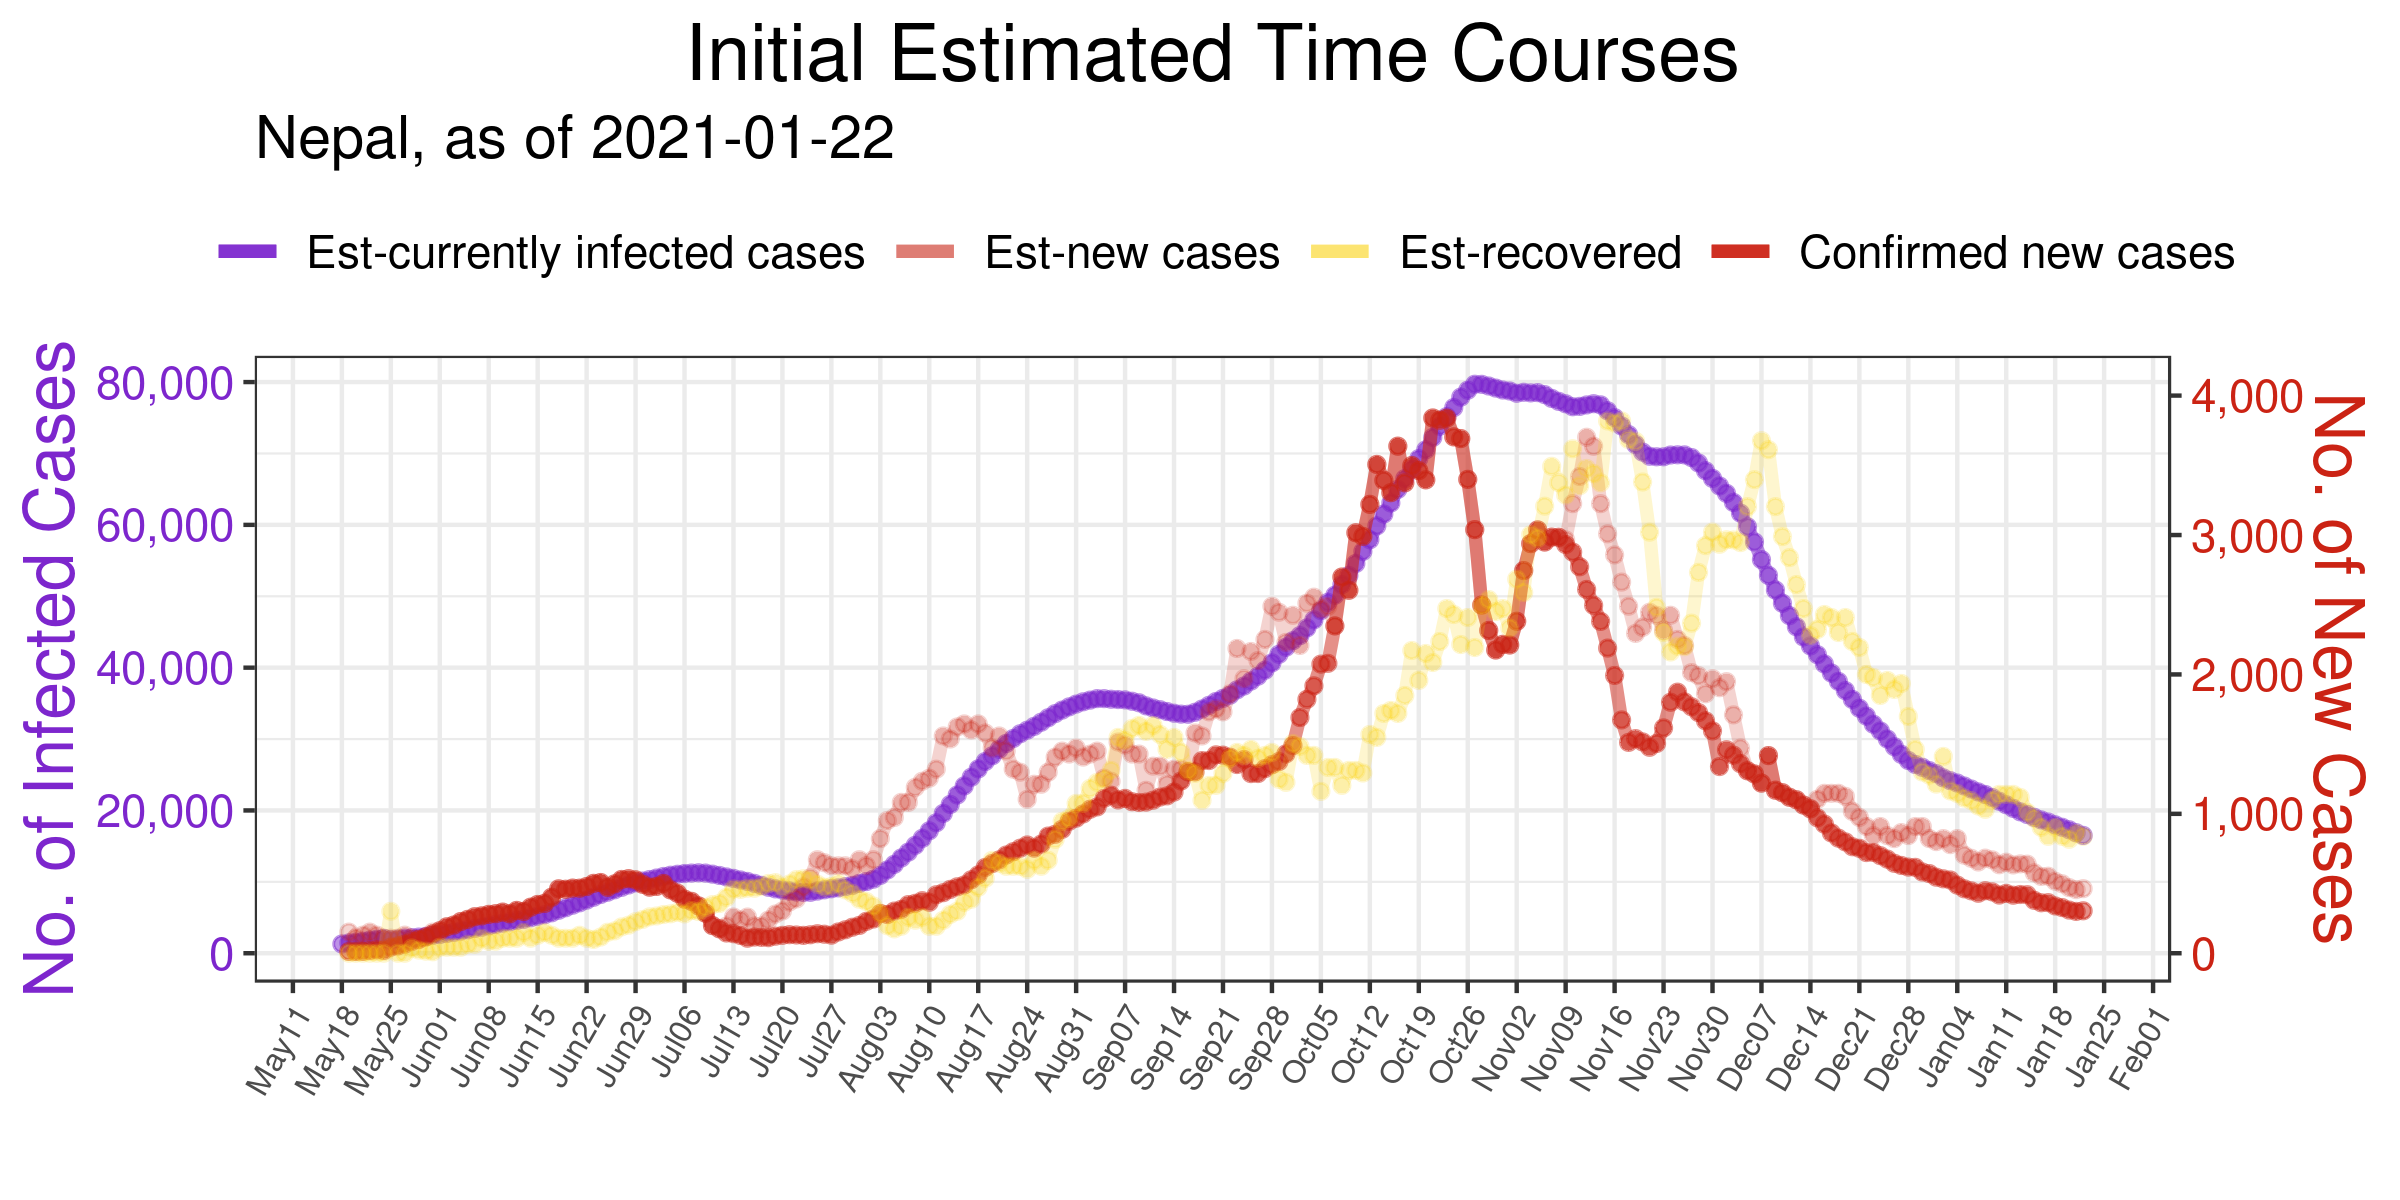 Initial Estimated Time Courses
Nepal, as of 2021-01-22
Est-currently infected cases Est-new cases Est-recovered Confirmed new cases
No. of Infected Cases
80,000
60,000
40,000
20,000
0
4,000
3,000
2,000
1,000
0
No. of New Cases
May11 May18 May25 Jun01 Jun08 Jun15 Jun22 Jun29 Jul06 Jul13 Jul20 Jul27 Aug03 Aug10 Aug17 Aug24 Aug31 Sep07 Sep14 Sep21 Sep28 Oct05 Oct12 Oct19 Oct26 Nov02 Nov09 Nov16 Nov23 Nov30 Dec07 Dec14 Dec21 Dec28 Jan04 Jan11 Jan18 Jan25 Feb01